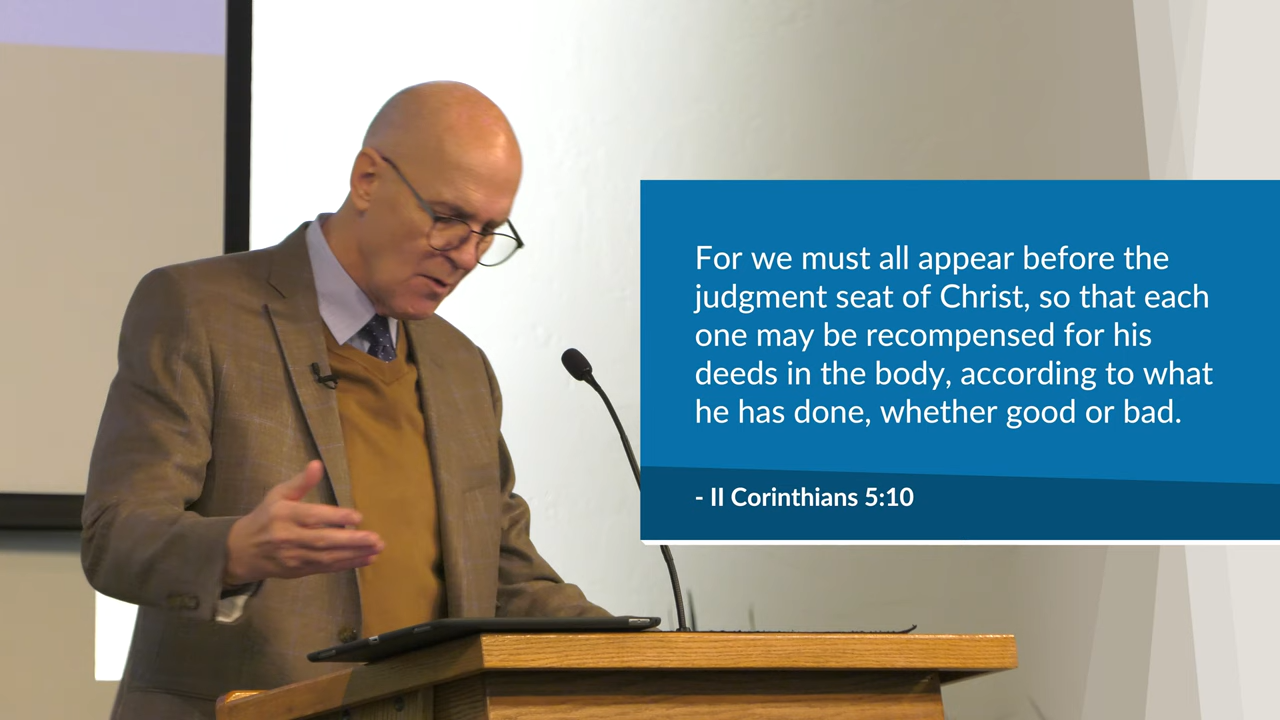 For we must all appear before the
judgment seat of Christ, so that each
one may be recompensed for his
deeds in the body, according to what
he has done, whether good or bad.
- II Corinthians 5:10